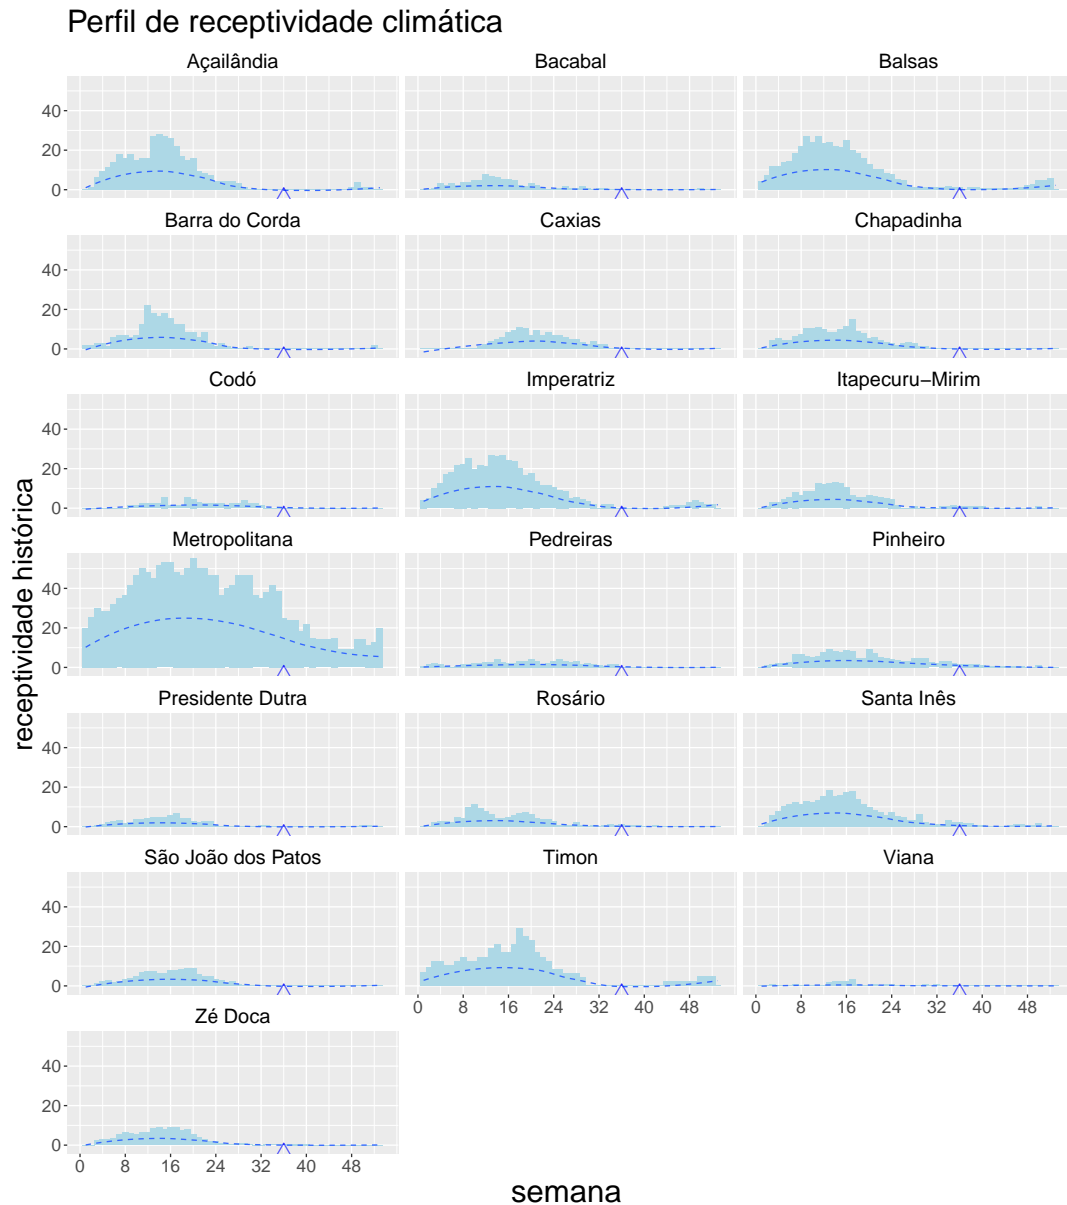 Perfil de receptividade climática
Açailândia Bacabal Balsas
40
20
0
Barra do Corda Caxias Chapadinha
40
20
0
Codó Imperatriz Itapecuru−Mirim
40
20
0
Metropolitana Pedreiras Pinheiro
40
20
0
receptividade histórica
Presidente Dutra Rosário Santa Inês
40
20
0
São João dos Patos Timon Viana
40
20
0
0 8 16 24 32 40 48 0 8 16 24 32 40 48
Zé Doca
40
20
0
0 8 16 24 32 40 48
semana